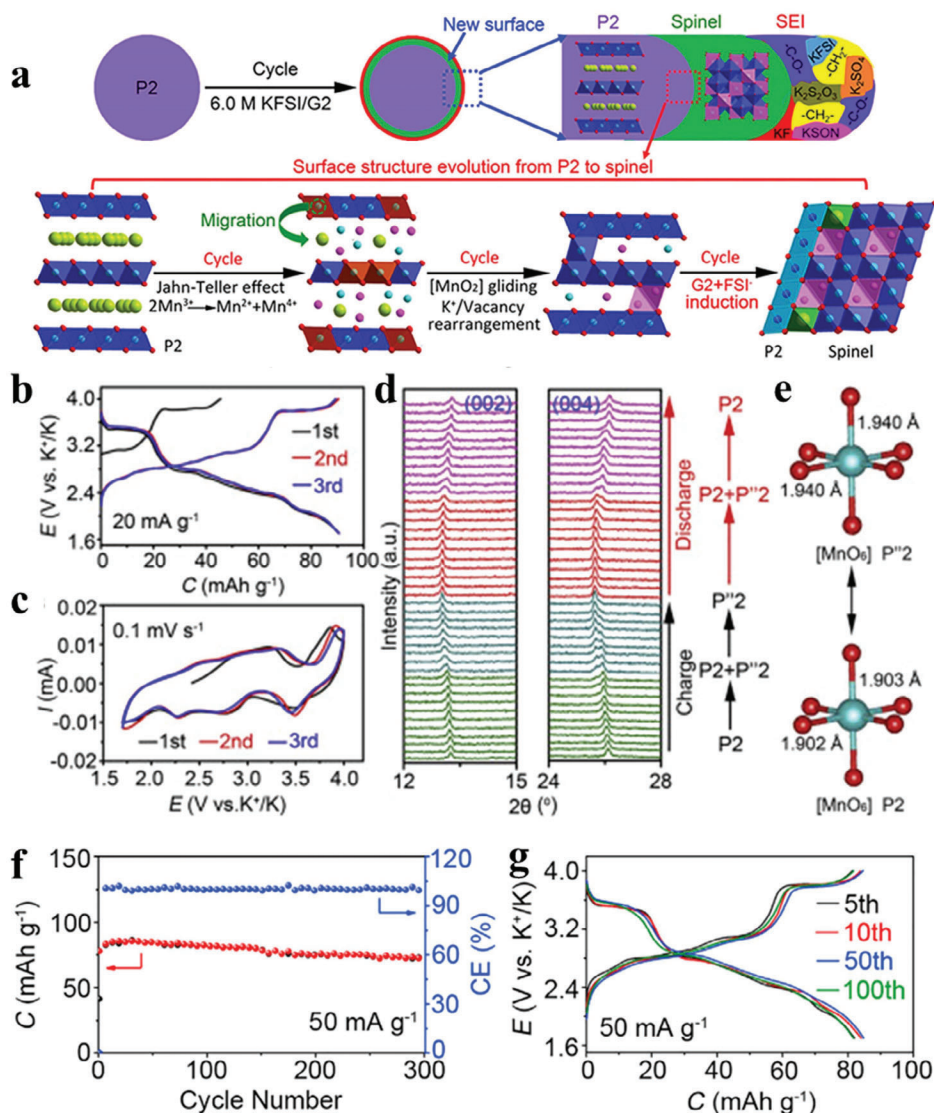 a
P2
Cycle
6.0 M KFSI/G2
New surface
P2 Spinel SEI
-C-O-
KFSI
-CH₂-
K₂SO₄
K₂S₂O₃
-CH₂-
-C-O-
KF
KSON
Surface structure evolution from P2 to spinel
Migration
Cycle
Jahn-Teller effect
2Mn³⁺→Mn²⁺+Mn⁴⁺
P2
Cycle
[MnO₂] gliding
K⁺/Vacancy
rearrangement
Cycle
G2+FSI⁻
induction
P2 Spinel
b
E (V vs. K⁺/K)
4.0
3.2
2.4
1.6
1st
2nd
3rd
20 mA g⁻¹
0 20 40 60 80 100
C (mAh g⁻¹)
c
I (mA)
0.02
0.01
0.00
-0.01
-0.02
0.1 mV s⁻¹
1st 2nd 3rd
1.5 2.0 2.5 3.0 3.5 4.0
E (V vs.K⁺/K)
d
Intensity (a.u.)
(002) (004)
12 15 24 28
2θ (°)
Discharge
Charge
P2
P2+P''2
P''2
P2+P''2
P2
e
1.940 Å
1.940 Å
[MnO₆] P''2
1.903 Å
1.902 Å
[MnO₆] P2
f
C (mAh g⁻¹)
150
125
100
75
50
25
0
120
90
60
30
0
CE (%)
50 mA g⁻¹
0 100 200 300
Cycle Number
g
E (V vs. K⁺/K)
4.0
3.2
2.4
1.6
5th
10th
50th
100th
50 mA g⁻¹
0 20 40 60 80 100
C (mAh g⁻¹)